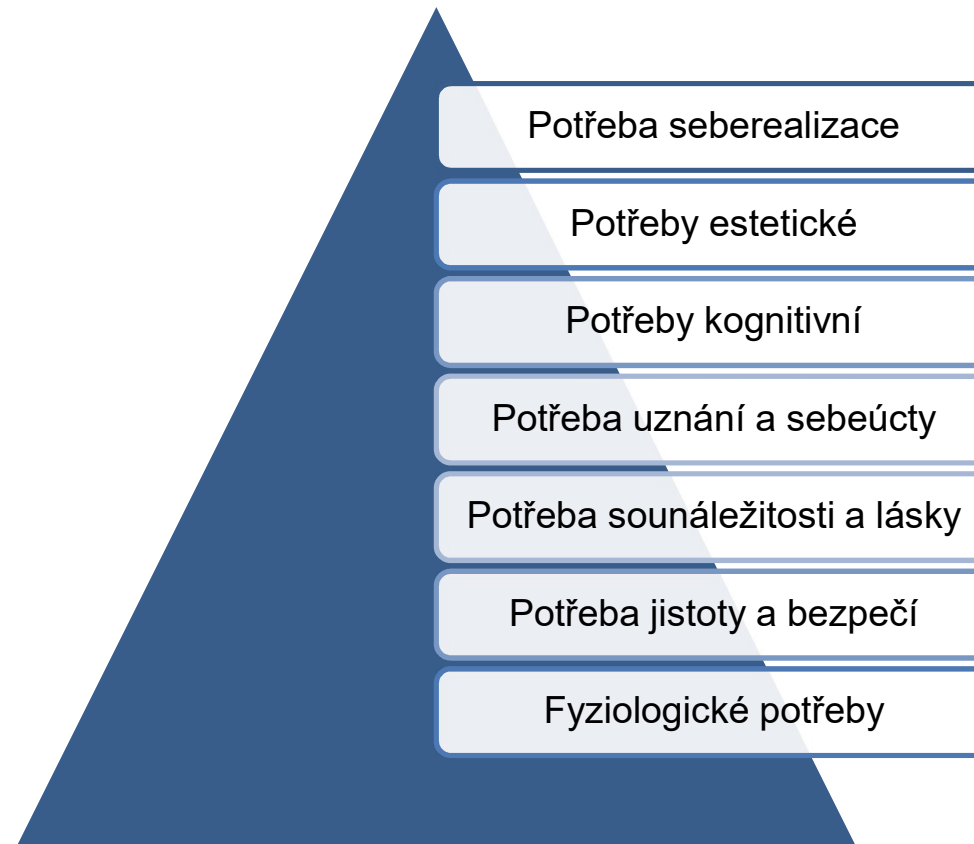 Potřeba seberealizace
Potřeby estetické
Potřeby kognitivní
Potřeba uznání a sebeúcty
Potřeba sounáležitosti a lásky
Potřeba jistoty a bezpečí
Fyziologické potřeby